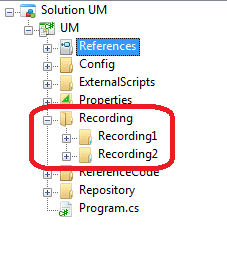 Solution UM
UM
References
Config
ExternalScripts
Properties
Recording
Recording1
Recording2
ReferenceCode
Repository
Program.cs